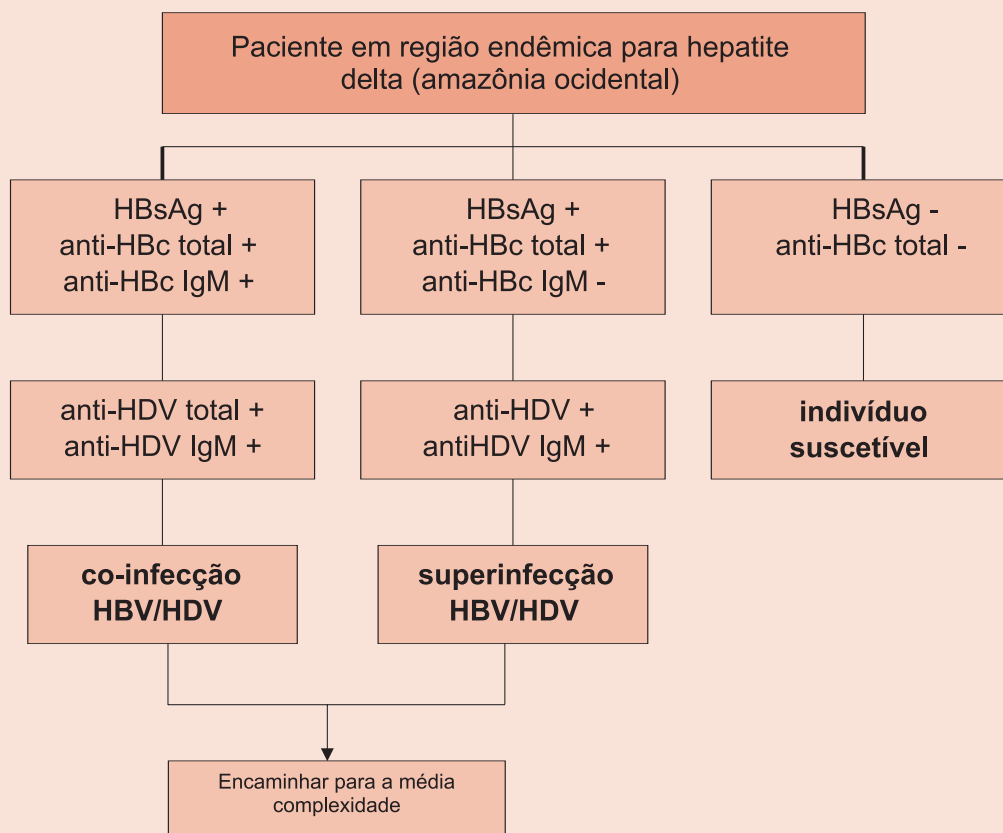 Paciente em região endêmica para hepatite
delta (amazônia ocidental)
HBsAg +
anti-HBc total +
anti-HBc IgM +
HBsAg +
anti-HBc total +
anti-HBc IgM -
HBsAg -
anti-HBc total -
anti-HDV total +
anti-HDV IgM +
anti-HDV +
antiHDV IgM +
indivíduo
suscetível
co-infecção
HBV/HDV
superinfecção
HBV/HDV
Encaminhar para a média
complexidade